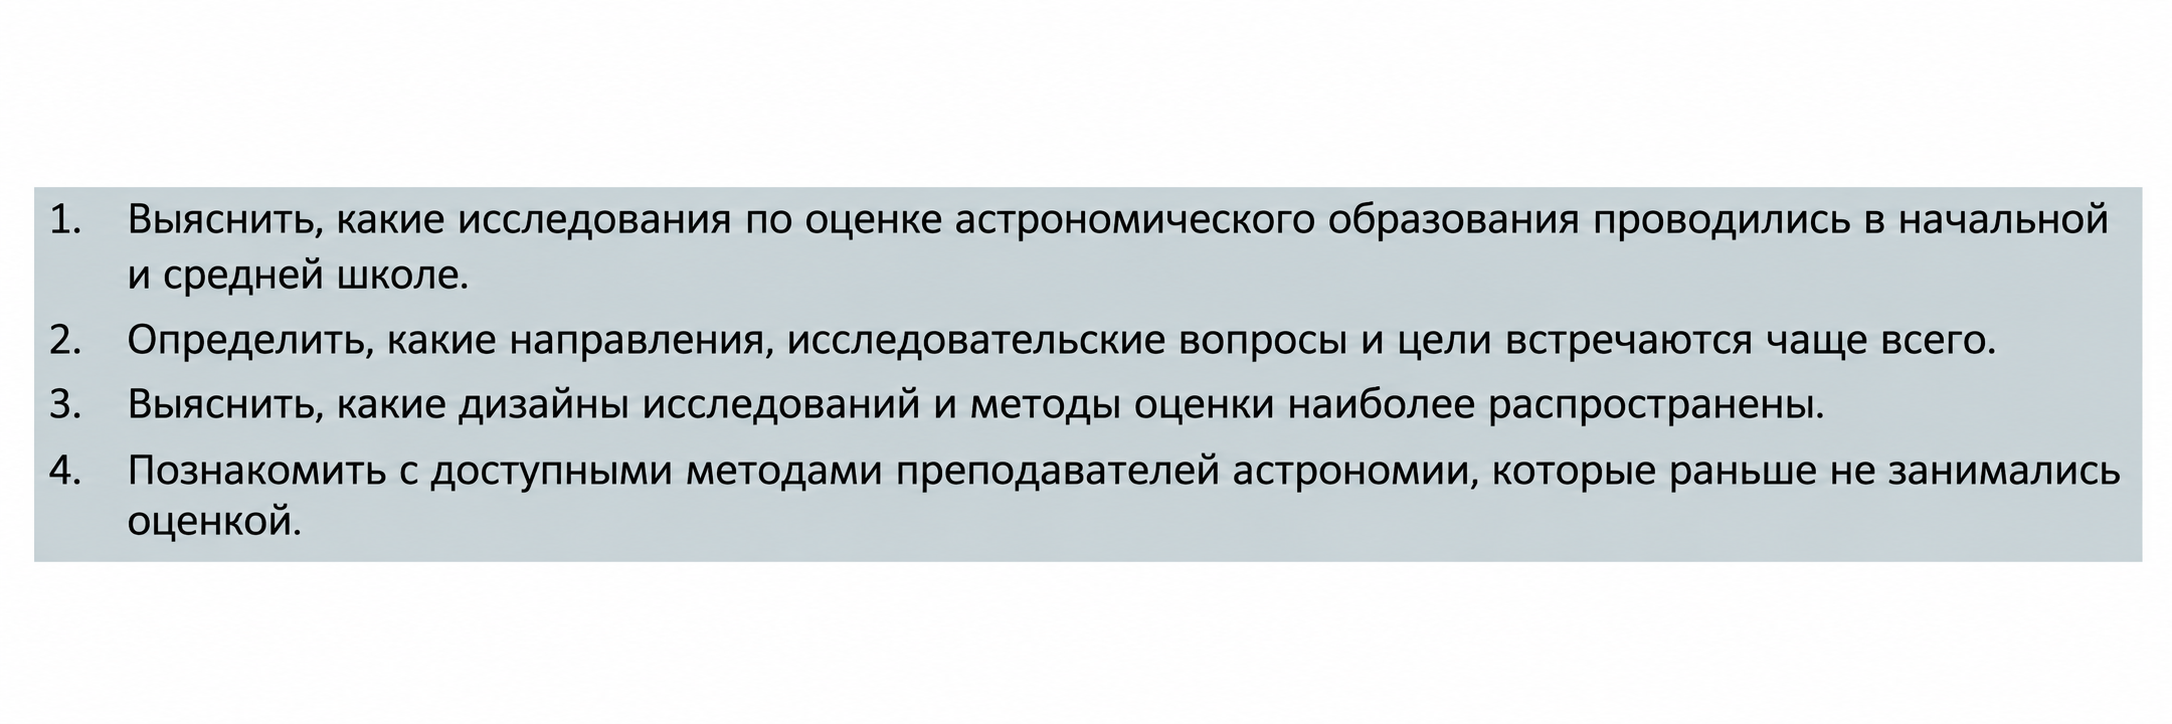 1. Выяснить, какие исследования по оценке астрономического образования проводились в начальной
и средней школе.
2. Определить, какие направления, исследовательские вопросы и цели встречаются чаще всего.
3. Выяснить, какие дизайны исследований и методы оценки наиболее распространены.
4. Познакомить с доступными методами преподавателей астрономии, которые раньше не занимались
оценкой.